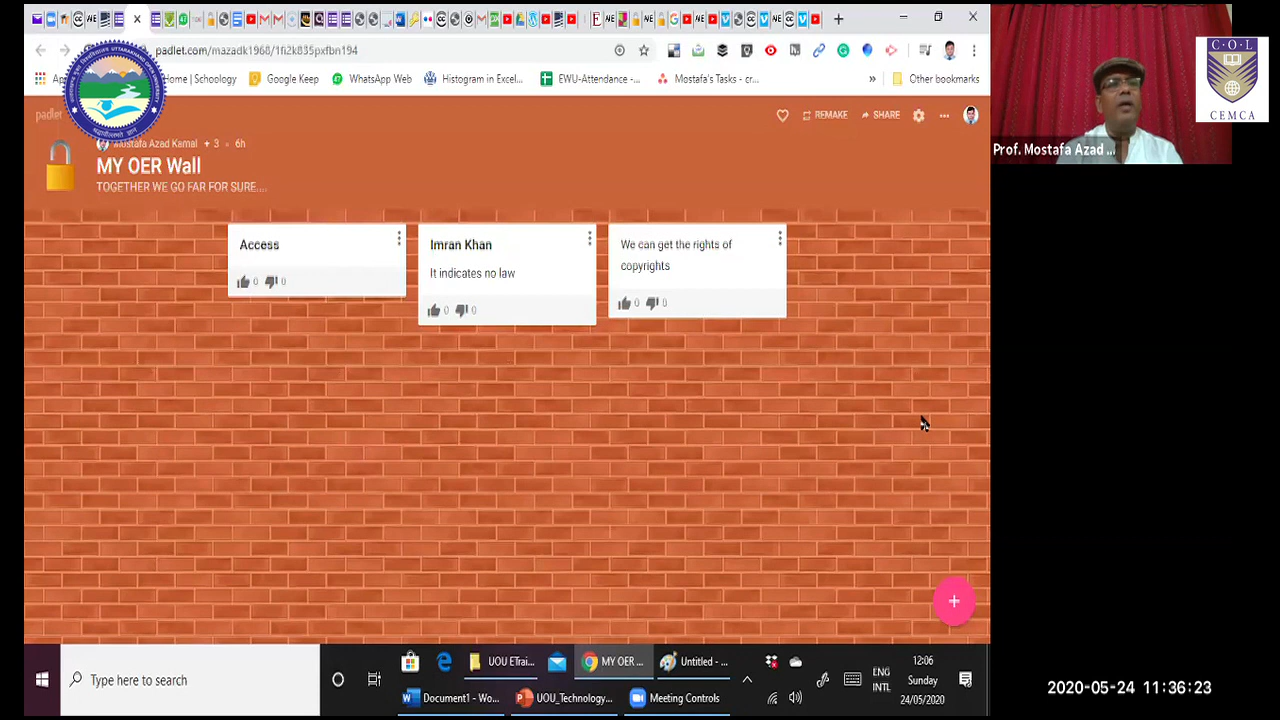 padlet.com/mazadk1968/1fi2k835pxfbn194
Home | Schoology
Google Keep
WhatsApp Web
Histogram in Excel...
EWU-Attendance -...
Mostafa's Tasks - cr...
»
Other bookmarks
padlet
REMAKE
SHARE
Mostafa Azad Kamal + 3 • 6h
MY OER Wall
TOGETHER WE GO FAR FOR SURE....
Access
0 0
Imran Khan
It indicates no law
0 0
We can get the rights of
copyrights
0 0
+
C·O·L
CEMCA
Prof. Mostafa Azad ...
Type here to search
UOU ETrai...
MY OER ...
Untitled - ...
Document1 - Wo...
UOU_Technology...
Meeting Controls
ENG
INTL
12:06
Sunday
24/05/2020
2020-05-24 11:36:23